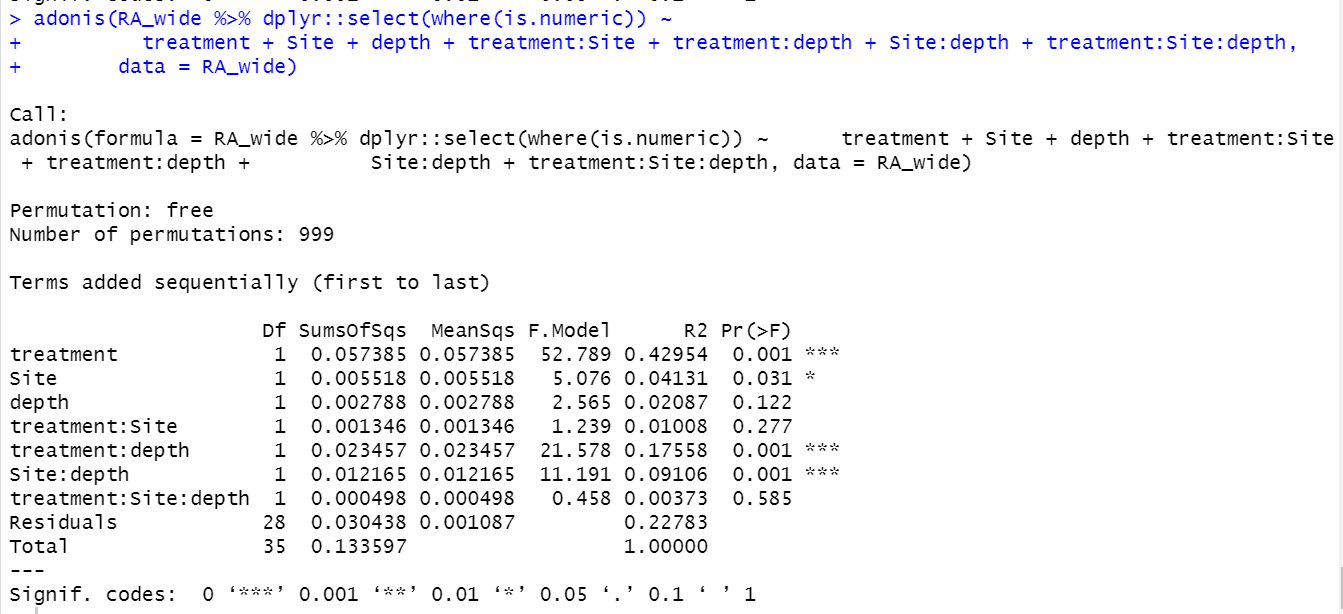 > adonis(RA_wide %>% dplyr::select(where(is.numeric)) ~
+          treatment + Site + depth + treatment:Site + treatment:depth + Site:depth + treatment:Site:depth,
+        data = RA_wide)
Call:
adonis(formula = RA_wide %>% dplyr::select(where(is.numeric)) ~      treatment + Site + depth + treatment:Site
 + treatment:depth +          Site:depth + treatment:Site:depth, data = RA_wide)
Permutation: free
Number of permutations: 999
Terms added sequentially (first to last)
                     Df SumsOfSqs  MeanSqs F.Model      R2 Pr(>F)
treatment             1  0.057385 0.057385  52.789 0.42954  0.001 ***
Site                  1  0.005518 0.005518   5.076 0.04131  0.031 *
depth                 1  0.002788 0.002788   2.565 0.02087  0.122
treatment:Site        1  0.001346 0.001346   1.239 0.01008  0.277
treatment:depth       1  0.023457 0.023457  21.578 0.17558  0.001 ***
Site:depth            1  0.012165 0.012165  11.191 0.09106  0.001 ***
treatment:Site:depth  1  0.000498 0.000498   0.458 0.00373  0.585
Residuals            28  0.030438 0.001087         0.22783
Total                35  0.133597                  1.00000
---
Signif. codes:  0 ‘***’ 0.001 ‘**’ 0.01 ‘*’ 0.05 ‘.’ 0.1 ‘ ’ 1